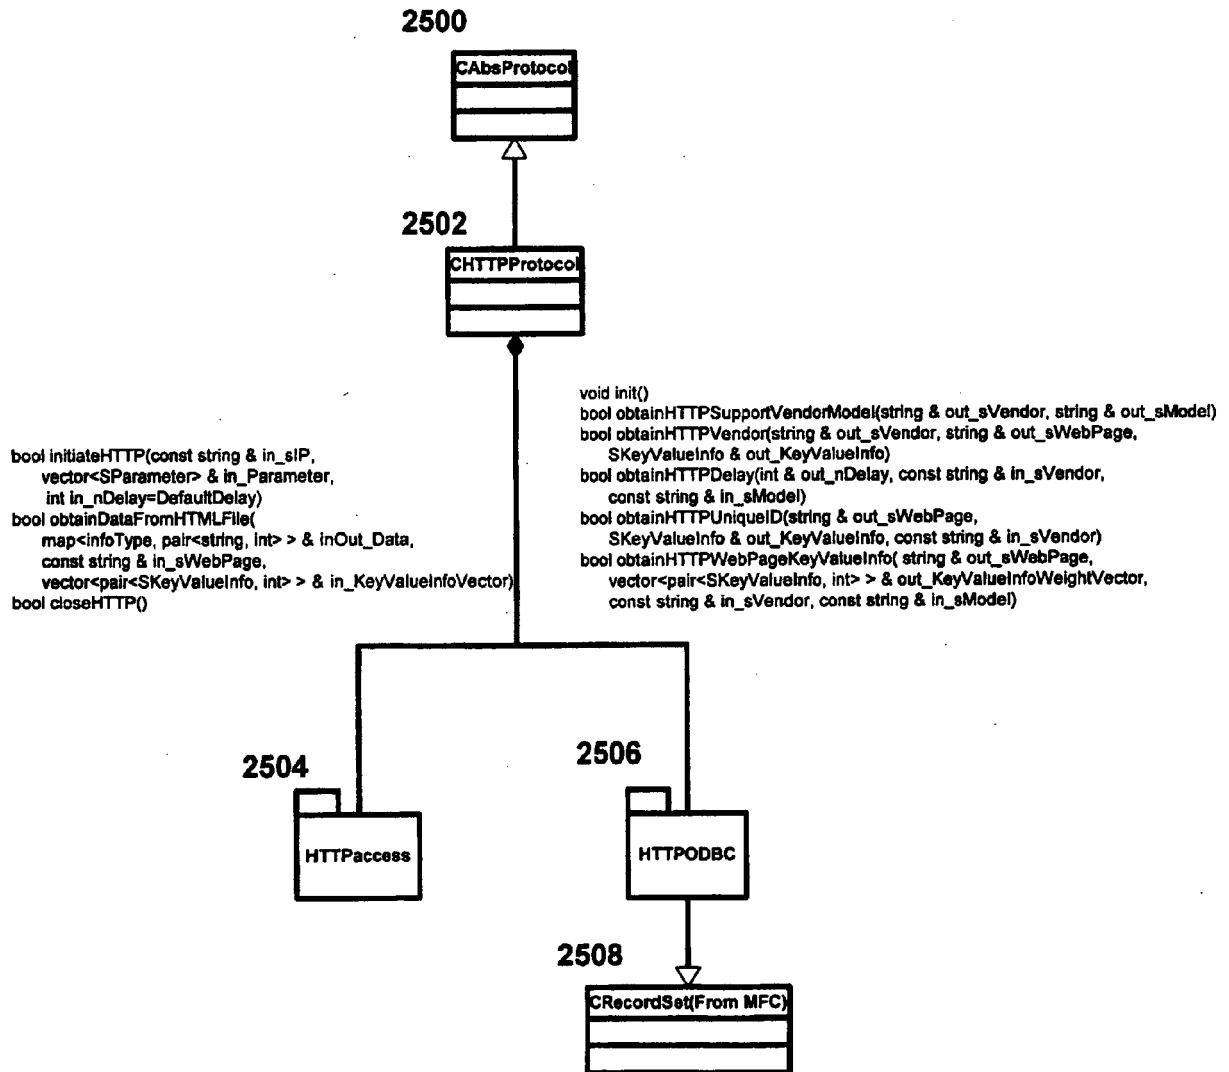 2500
CAbsProtocol
2502
CHTTPProtocol
bool initiateHTTP(const string & in_sIP,
vector<SParameter> & in_Parameter,
int in_nDelay=DefaultDelay)
bool obtainDataFromHTMLFile(
map<infoType, pair<string, int> > & inOut_Data,
const string & in_sWebPage,
vector<pair<SKeyValueInfo, int> > & in_KeyValueInfoVector)
bool closeHTTP()
void init()
bool obtainHTTPSupportVendorModel(string & out_sVendor, string & out_sModel)
bool obtainHTTPVendor(string & out_sVendor, string & out_sWebPage,
SKeyValueInfo & out_KeyValueInfo)
bool obtainHTTPDelay(int & out_nDelay, const string & in_sVendor,
const string & in_sModel)
bool obtainHTTPUniqueID(string & out_sWebPage,
SKeyValueInfo & out_KeyValueInfo, const string & in_sVendor)
bool obtainHTTPWebPageKeyValueInfo( string & out_sWebPage,
vector<pair<SKeyValueInfo, int> > & out_KeyValueInfoWeightVector,
const string & in_sVendor, const string & in_sModel)
2504
HTTPaccess
2506
HTTPODBC
2508
CRecordSet(From MFC)